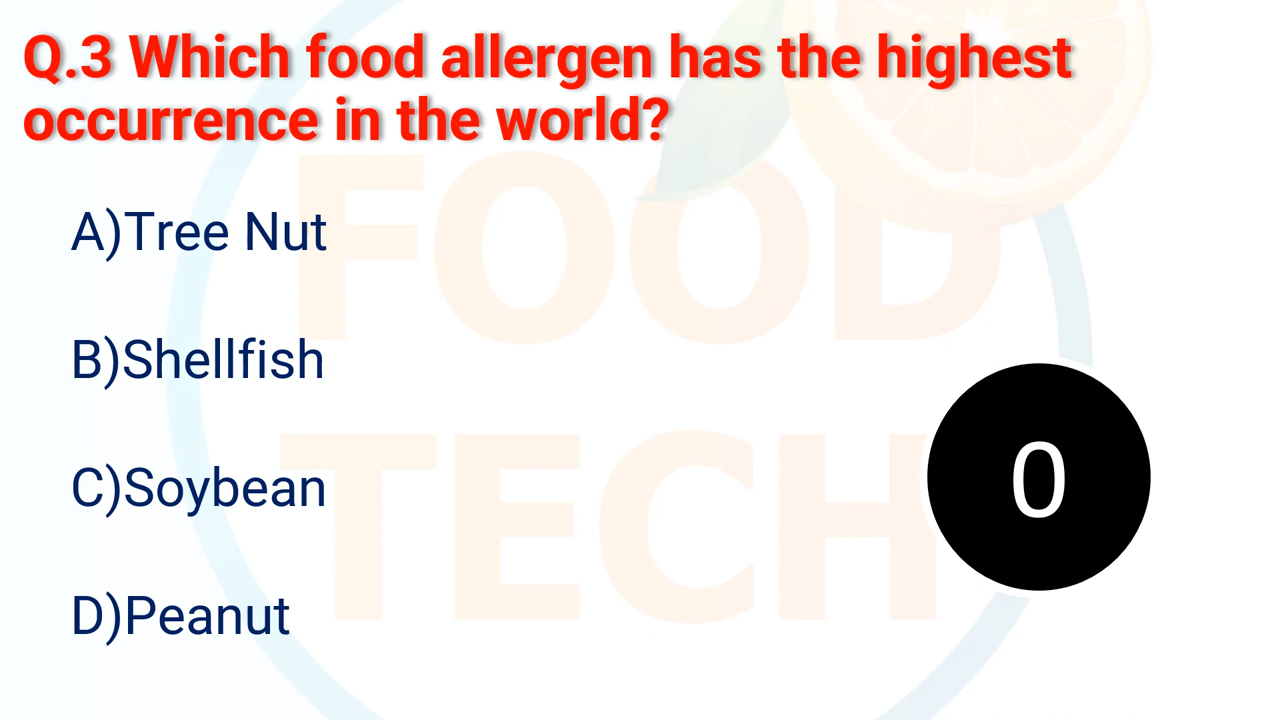 Q.3 Which food allergen has the highest
occurrence in the world?
FOOD
A)Tree Nut
B)Shellfish
TECH
0
C)Soybean
D)Peanut